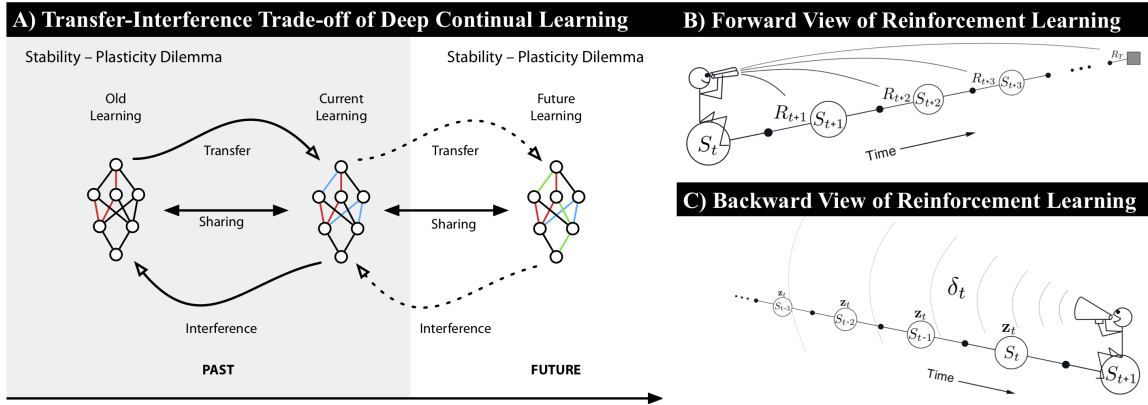 A) Transfer-Interference Trade-off of Deep Continual Learning
Stability – Plasticity Dilemma
Stability – Plasticity Dilemma
Old
Learning
Current
Learning
Future
Learning
Transfer
Transfer
Sharing
Sharing
Interference
Interference
PAST
FUTURE
B) Forward View of Reinforcement Learning
S_t
R_{t+1}
S_{t+1}
R_{t+2}
S_{t+2}
R_{t+3}
S_{t+3}
R_T
Time
C) Backward View of Reinforcement Learning
δ_t
z_t
S_{t-3}
z_t
S_{t-2}
z_t
S_{t-1}
z_t
S_t
S_{t+1}
Time